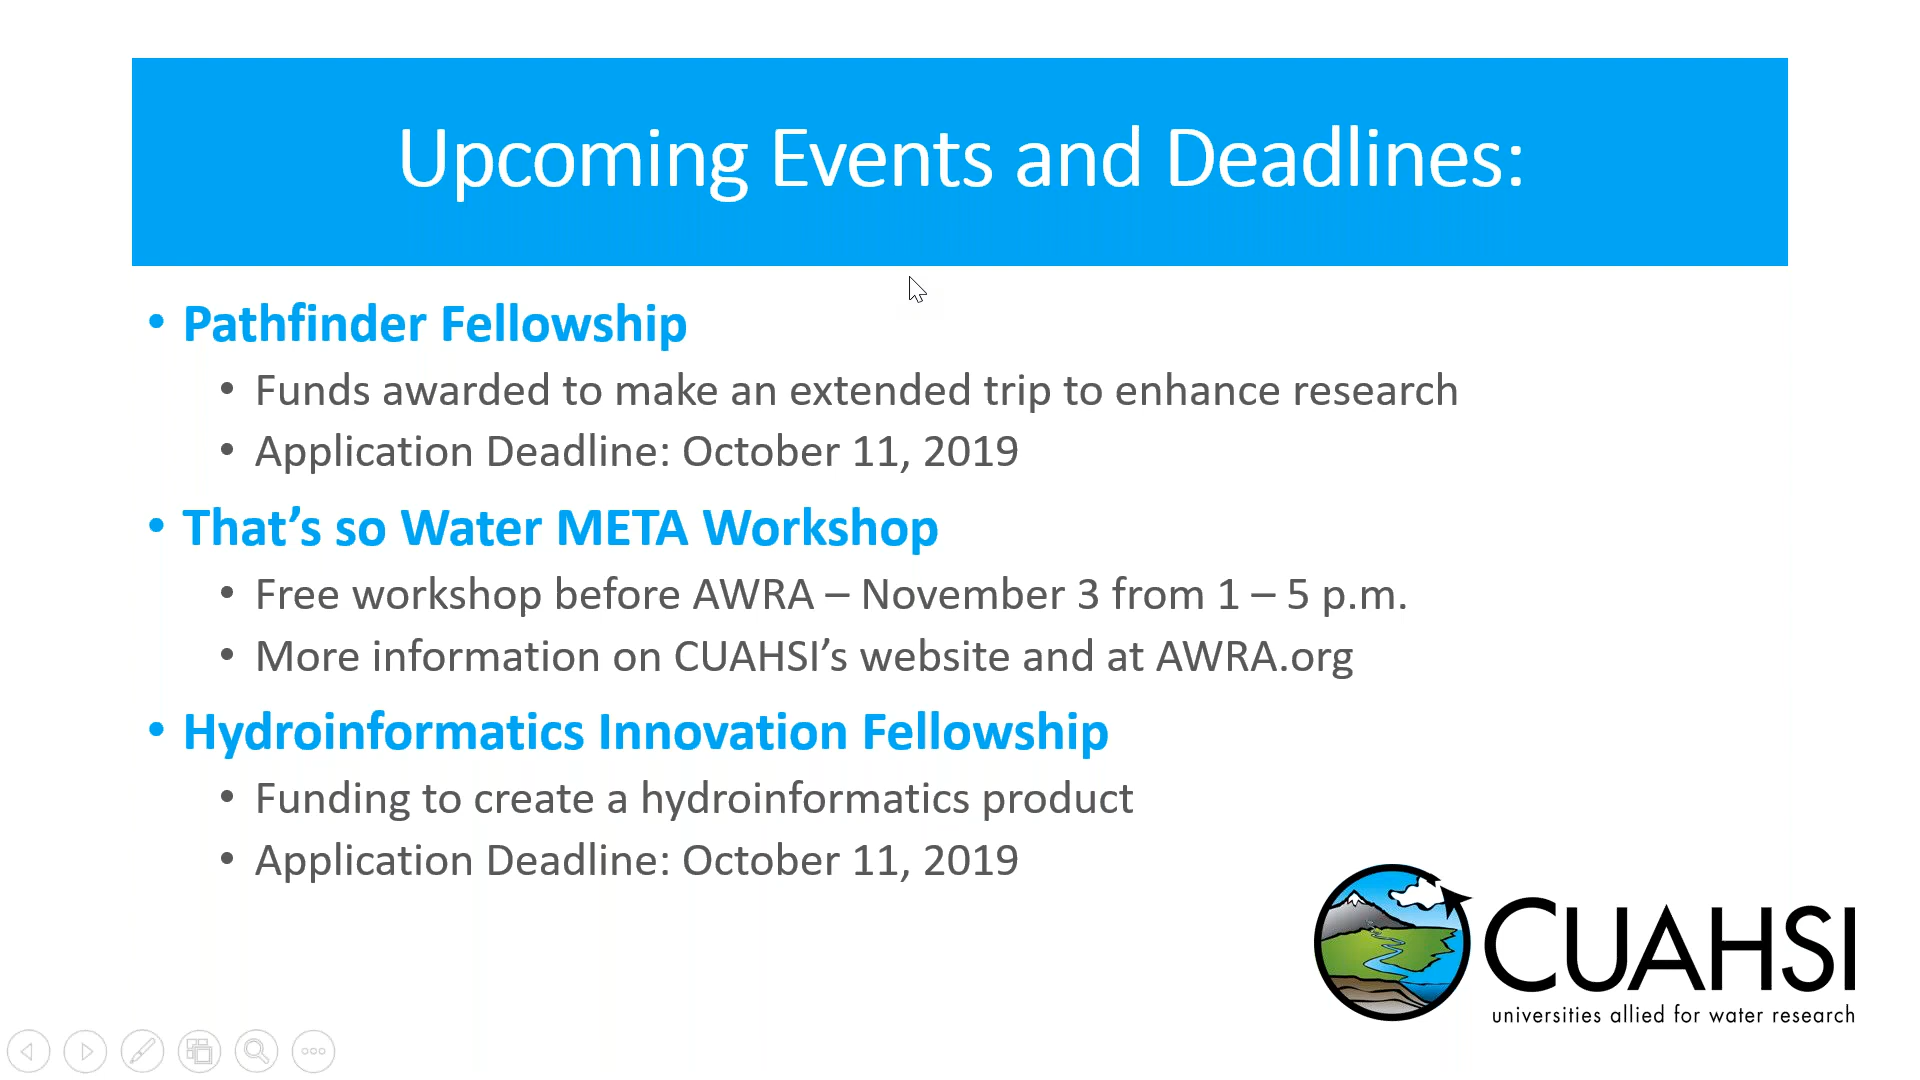 Upcoming Events and Deadlines:
• Pathfinder Fellowship
• Funds awarded to make an extended trip to enhance research
• Application Deadline: October 11, 2019
• That’s so Water META Workshop
• Free workshop before AWRA – November 3 from 1 – 5 p.m.
• More information on CUAHSI’s website and at AWRA.org
• Hydroinformatics Innovation Fellowship
• Funding to create a hydroinformatics product
• Application Deadline: October 11, 2019
CUAHSI
universities allied for water research